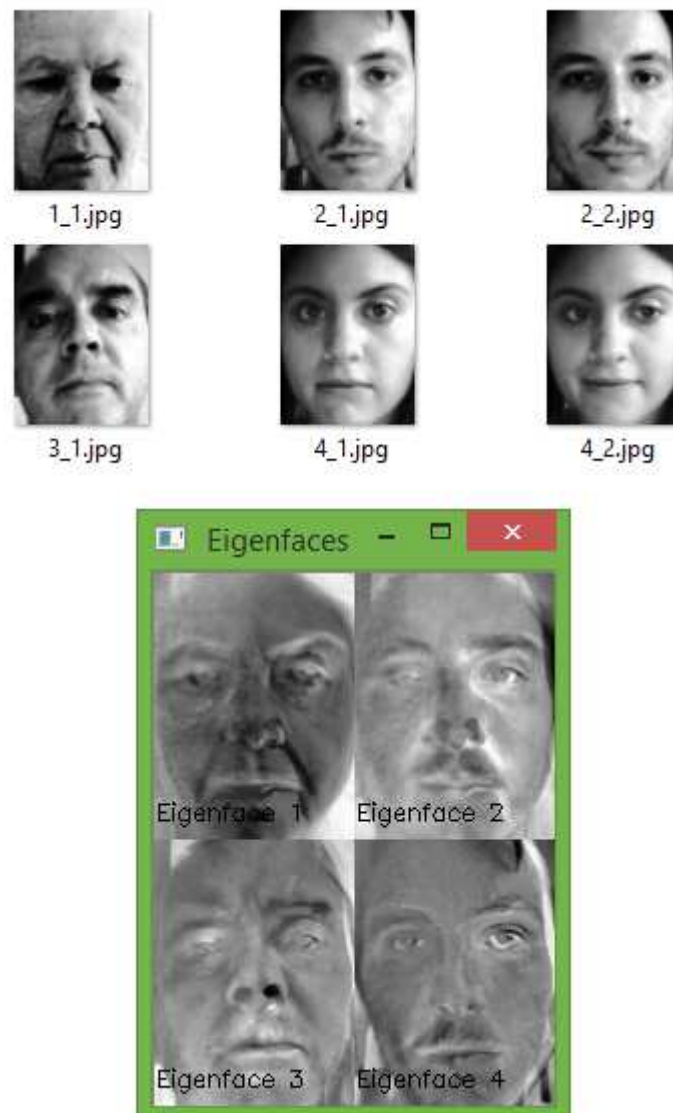 1_1.jpg
2_1.jpg
2_2.jpg
3_1.jpg
4_1.jpg
4_2.jpg
Eigenfaces
Eigenface 1
Eigenface 2
Eigenface 3
Eigenface 4